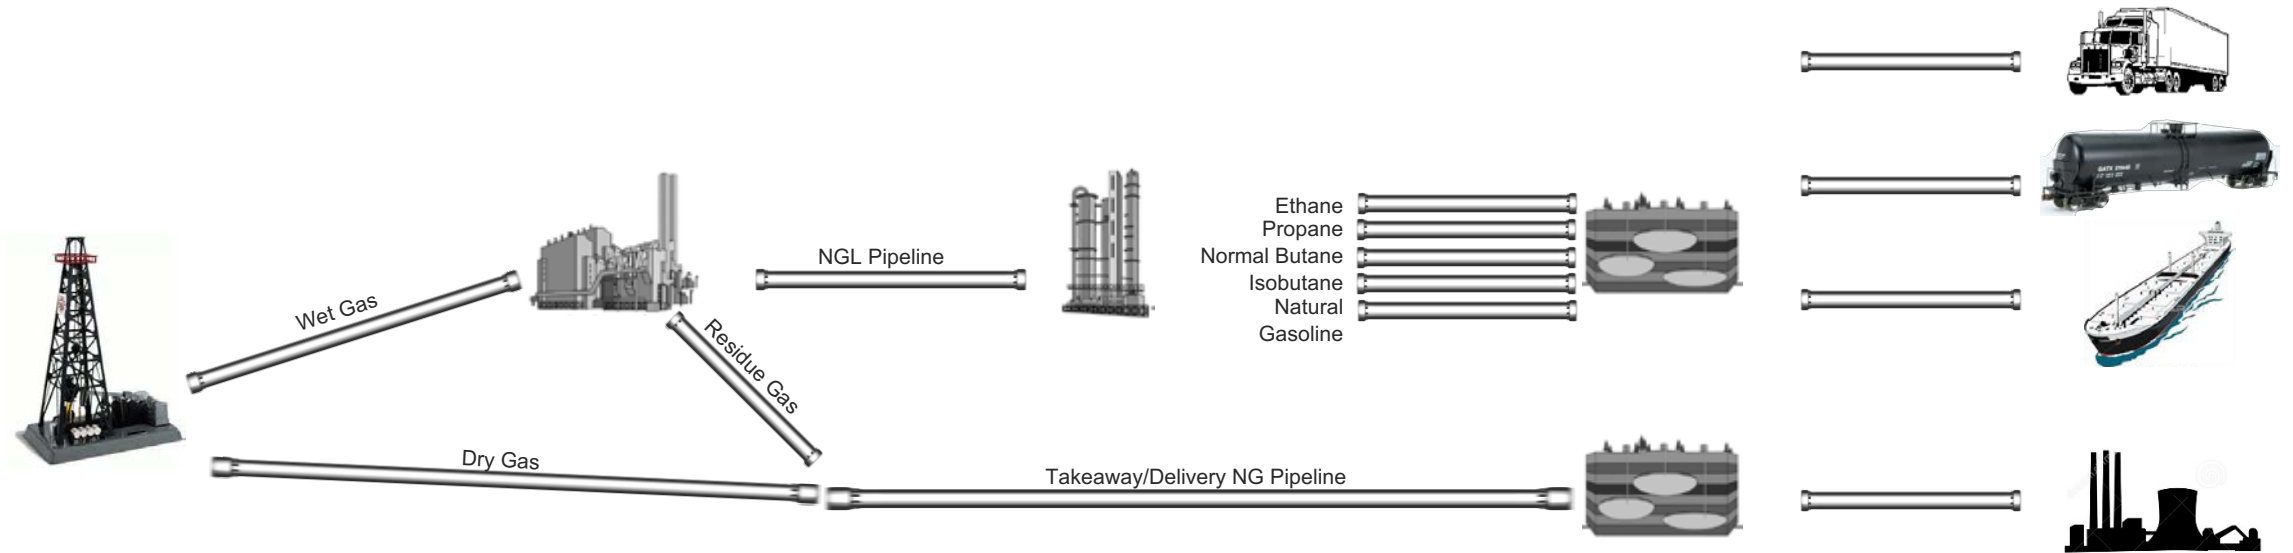 Wet Gas
Dry Gas
Residue Gas
NGL Pipeline
Ethane
Propane
Normal Butane
Isobutane
Natural
Gasoline
Takeaway/Delivery NG Pipeline